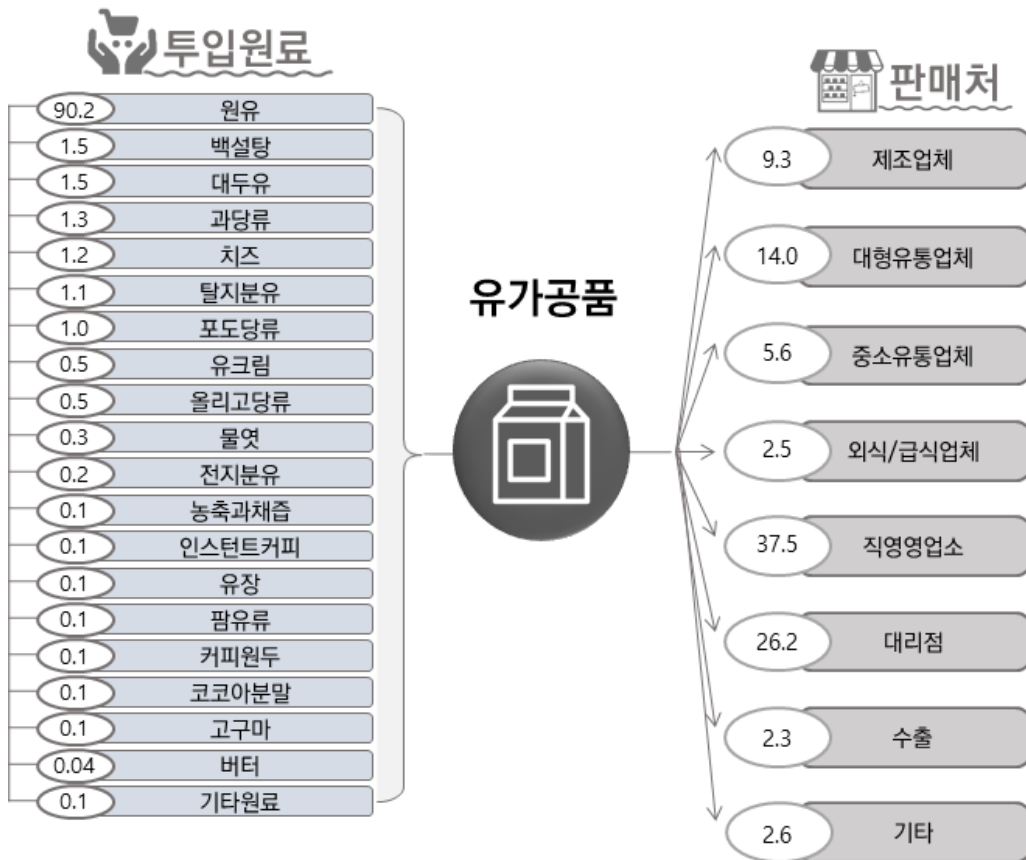 투입원료
90.2 원유
1.5 백설탕
1.5 대두유
1.3 과당류
1.2 치즈
1.1 탈지분유
1.0 포도당류
0.5 유크림
0.5 올리고당류
0.3 물엿
0.2 전지분유
0.1 농축과채즙
0.1 인스턴트커피
0.1 유장
0.1 팜유류
0.1 커피원두
0.1 코코아분말
0.1 고구마
0.04 버터
0.1 기타원료
유가공품
판매처
9.3 제조업체
14.0 대형유통업체
5.6 중소유통업체
2.5 외식/급식업체
37.5 직영영업소
26.2 대리점
2.3 수출
2.6 기타